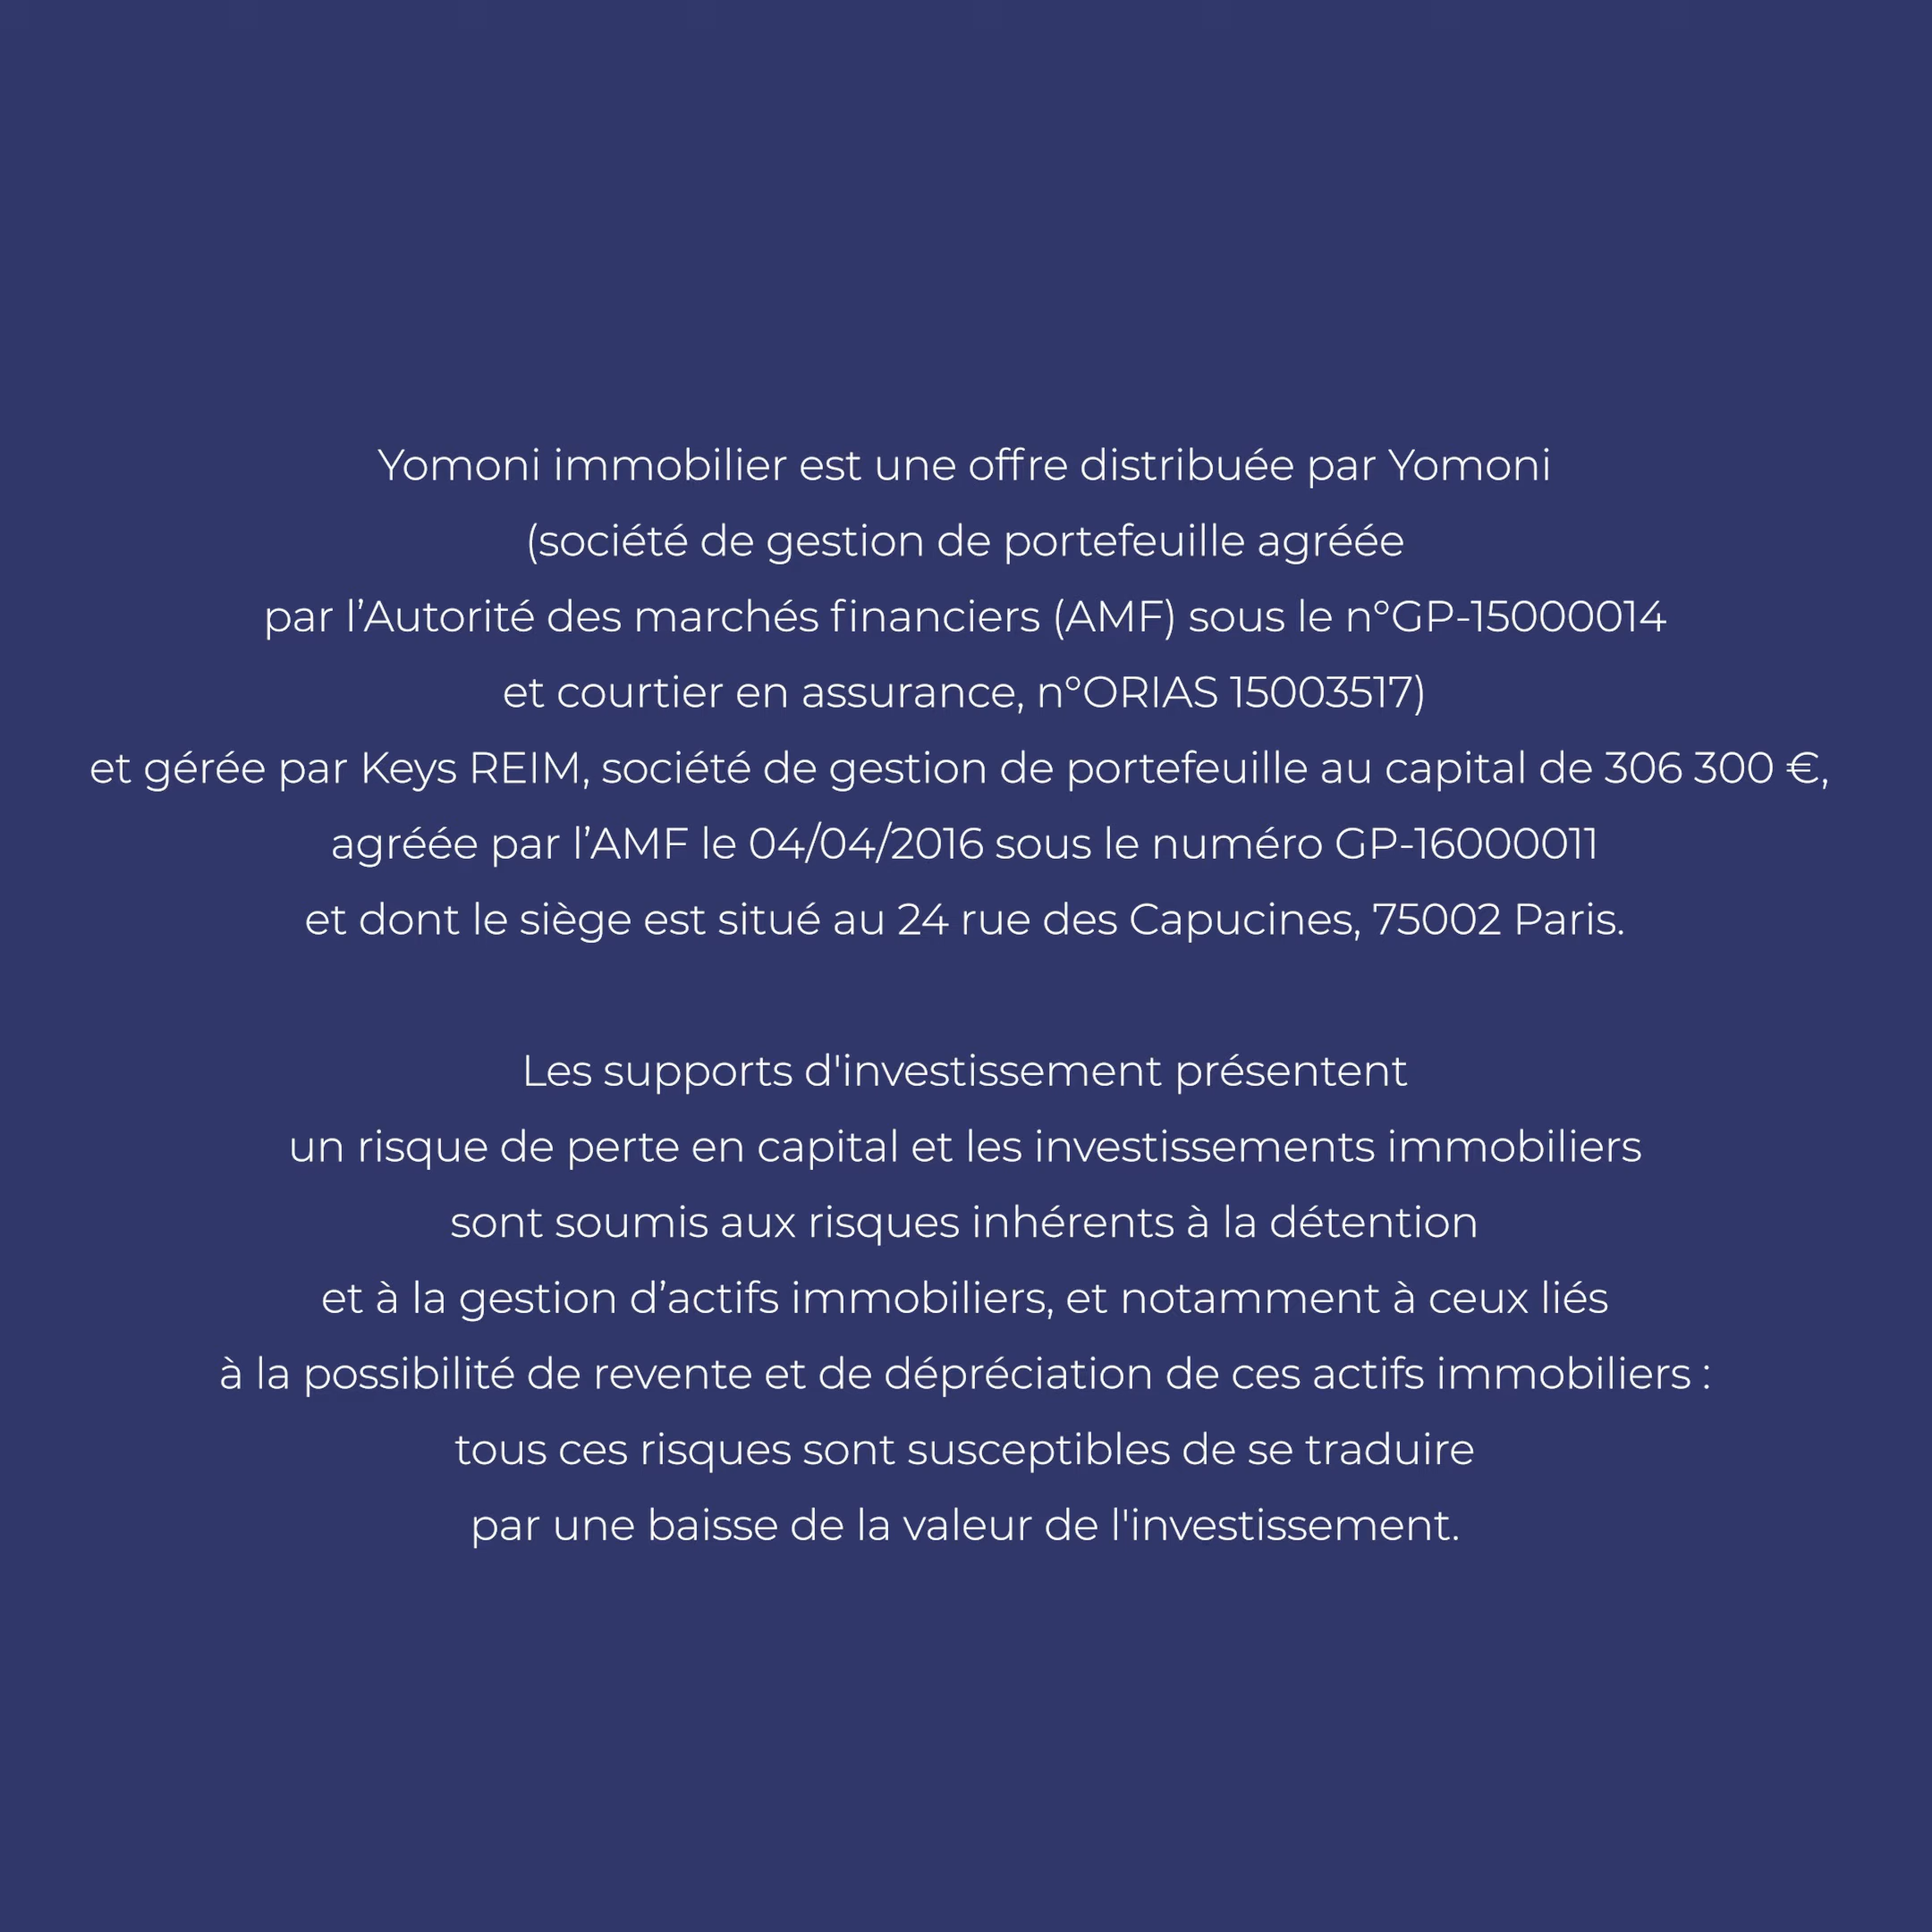 Yomoni immobilier est une offre distribuée par Yomoni
(société de gestion de portefeuille agréée
par l’Autorité des marchés financiers (AMF) sous le n°GP-15000014
et courtier en assurance, n°ORIAS 15003517)
et gérée par Keys REIM, société de gestion de portefeuille au capital de 306 300 €,
agréée par l’AMF le 04/04/2016 sous le numéro GP-16000011
et dont le siège est situé au 24 rue des Capucines, 75002 Paris.
Les supports d'investissement présentent
un risque de perte en capital et les investissements immobiliers
sont soumis aux risques inhérents à la détention
et à la gestion d’actifs immobiliers, et notamment à ceux liés
à la possibilité de revente et de dépréciation de ces actifs immobiliers :
tous ces risques sont susceptibles de se traduire
par une baisse de la valeur de l'investissement.